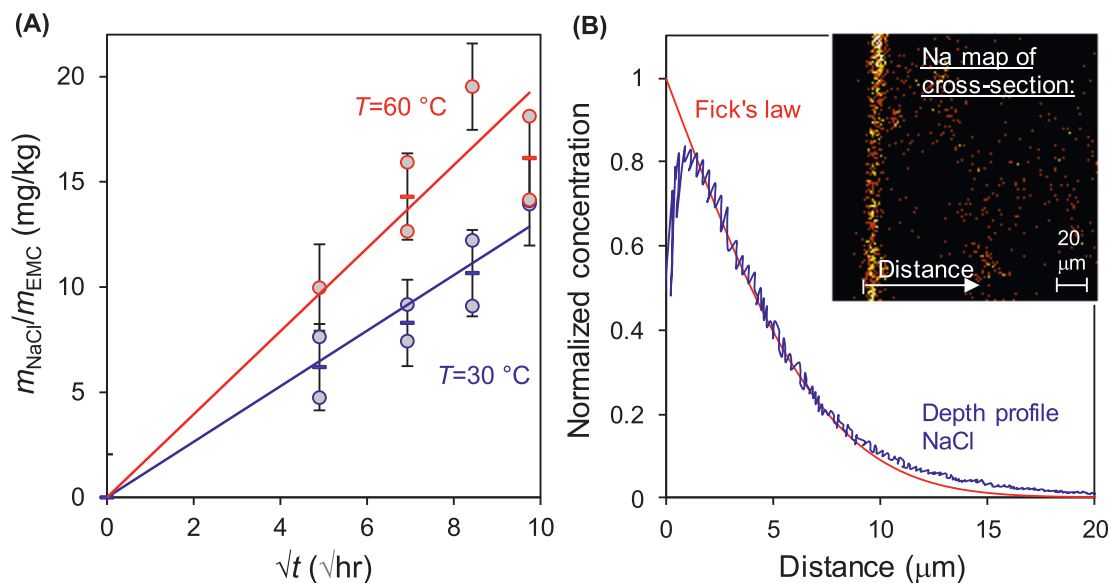 (A)
20
15
10
5
0
m_NaCl/m_EMC (mg/kg)
T=60 °C
T=30 °C
0 2 4 6 8 10
√t (√hr)
(B)
1
0.8
0.6
0.4
0.2
0
Normalized concentration
Fick's law
Na map of
cross-section:
20
μm
Distance
Depth profile
NaCl
0 5 10 15 20
Distance (μm)